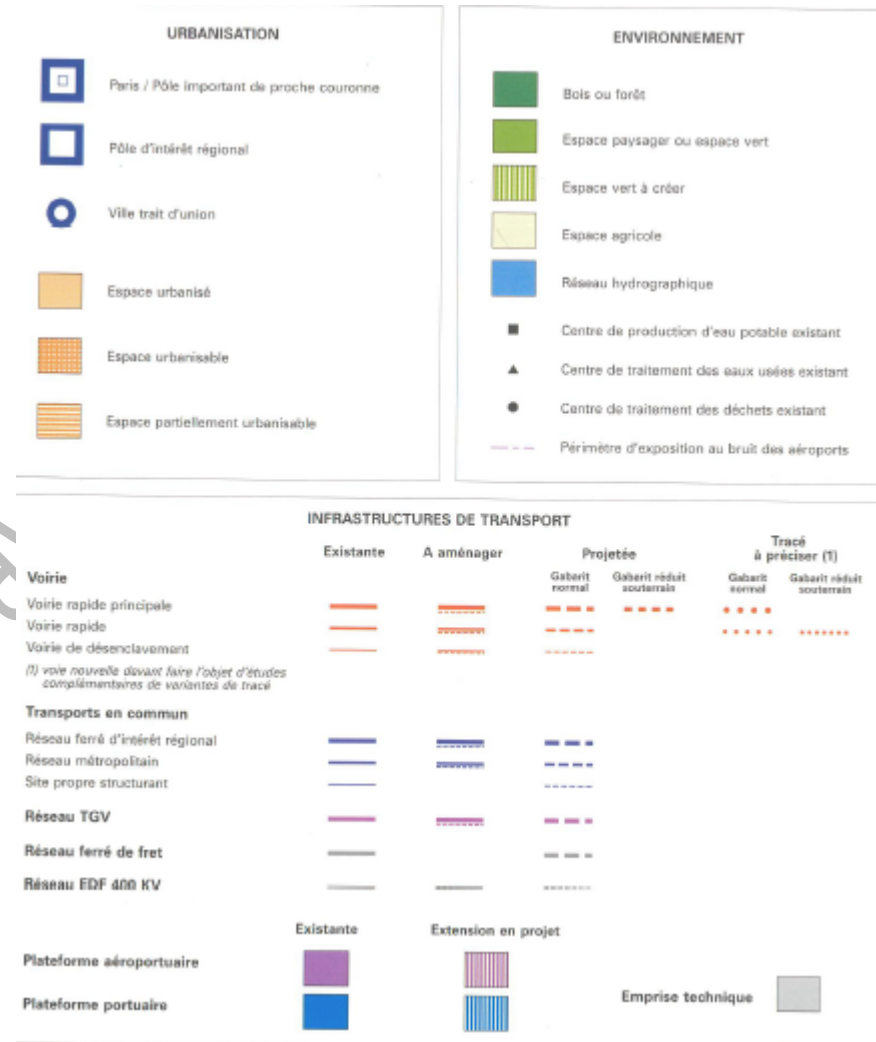 URBANISATION
Paris / Pôle important de proche couronne
Pôle d'intérêt régional
Ville trait d'union
Espace urbanisé
Espace urbanisable
Espace partiellement urbanisable
ENVIRONNEMENT
Bois ou forêt
Espace paysager ou espace vert
Espace vert à créer
Espace agricole
Réseau hydrographique
Centre de production d'eau potable existant
Centre de traitement des eaux usées existant
Centre de traitement des déchets existant
Périmètre d'exposition au bruit des aéroports
INFRASTRUCTURES DE TRANSPORT
Existante A aménager Projetée Tracé à préciser (1)
Voirie Gabarit normal Gabarit réduit souterrain Gabarit normal Gabarit réduit souterrain
Voirie rapide principale
Voirie rapide
Voirie de désenclavement
(1) voie nouvelle devant faire l'objet d'études
complémentaires de variantes de tracé
Transports en commun
Réseau ferré d'intérêt régional
Réseau métropolitain
Site propre structurant
Réseau TGV
Réseau ferré de fret
Réseau EDF 400 KV
Existante Extension en projet
Plateforme aéroportuaire
Plateforme portuaire
Emprise technique